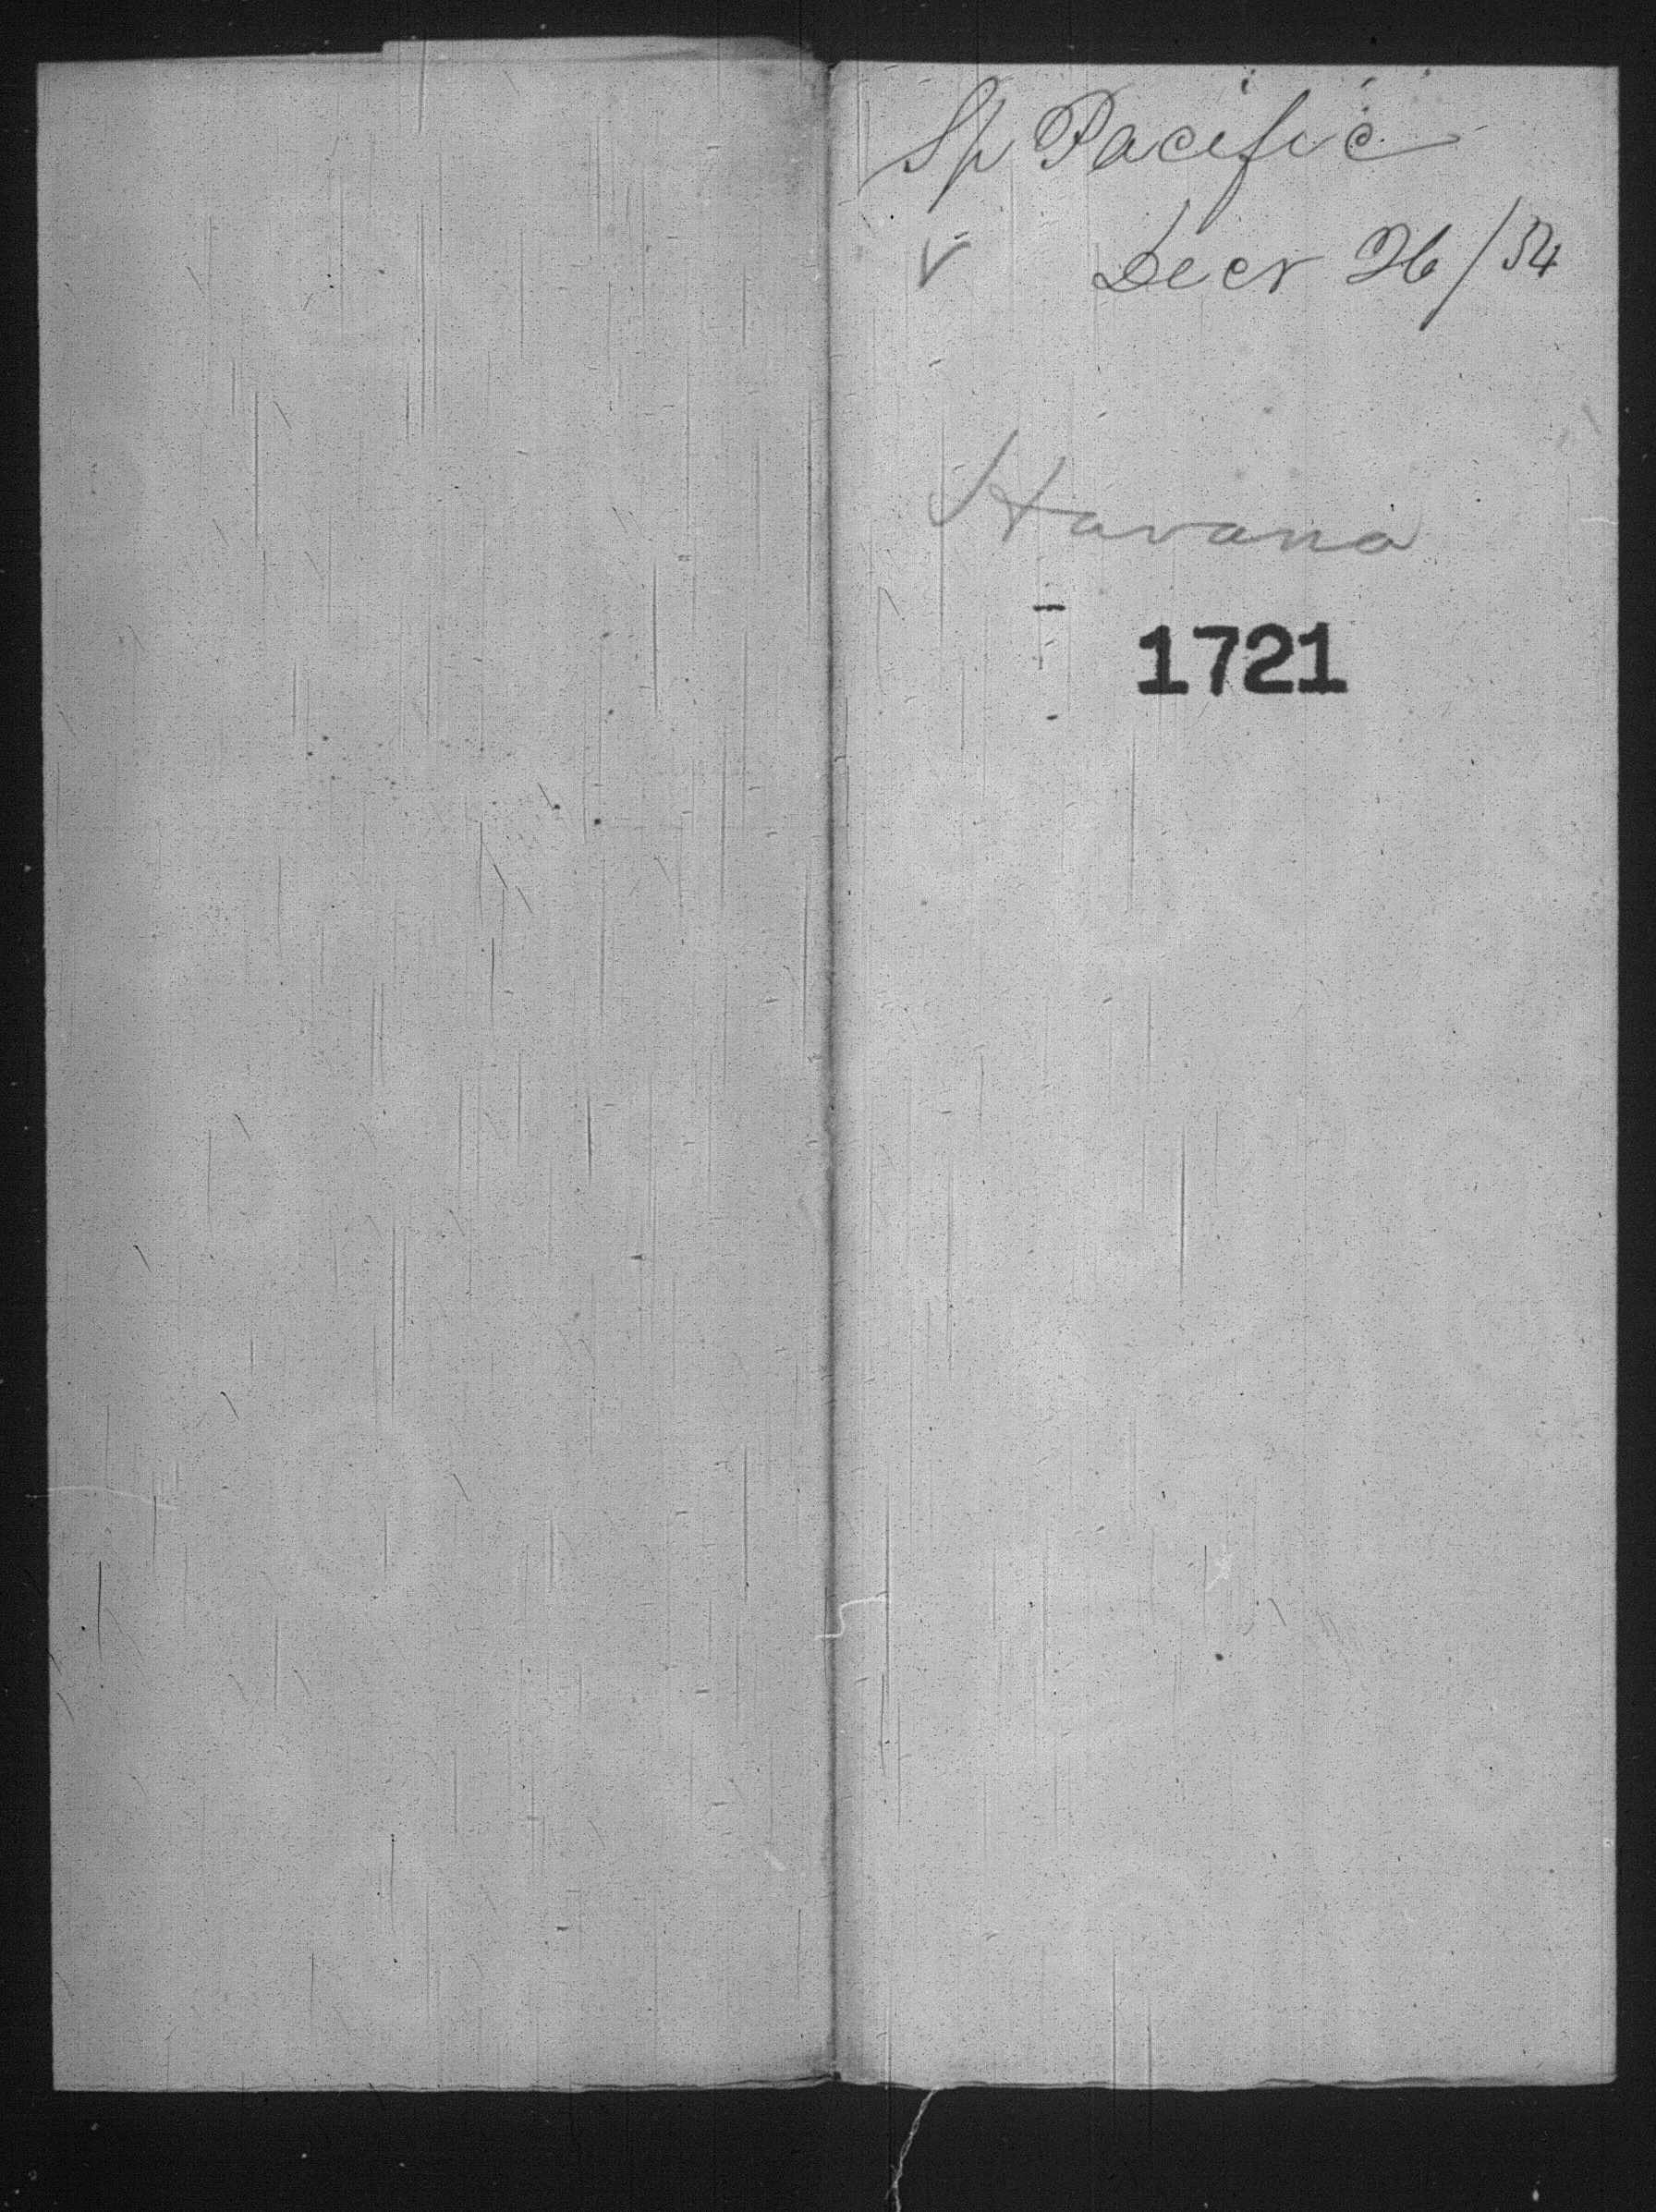 Sp Pacific
Decr 26/54
Havana
1721